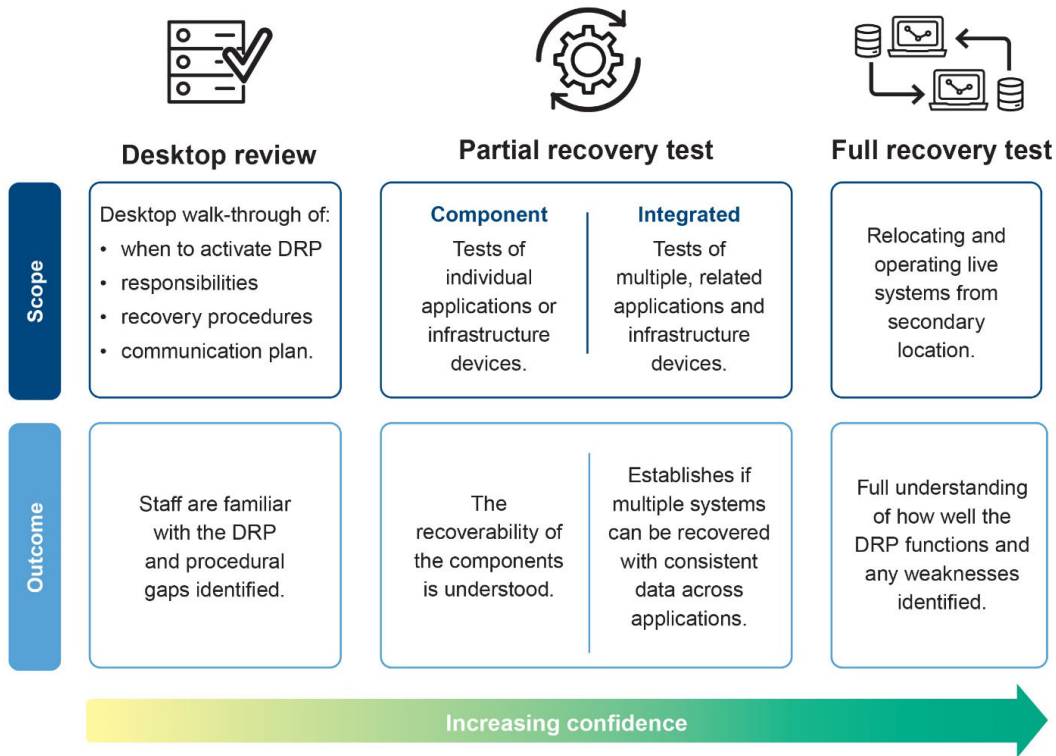 Desktop review
Partial recovery test
Full recovery test
Scope
Desktop walk-through of:
• when to activate DRP
• responsibilities
• recovery procedures
• communication plan.
Component
Tests of
individual
applications or
infrastructure
devices.
Integrated
Tests of
multiple, related
applications and
infrastructure
devices.
Relocating and
operating live
systems from
secondary
location.
Outcome
Staff are familiar
with the DRP
and procedural
gaps identified.
The
recoverability of
the components
is understood.
Establishes if
multiple systems
can be recovered
with consistent
data across
applications.
Full understanding
of how well the
DRP functions and
any weaknesses
identified.
Increasing confidence